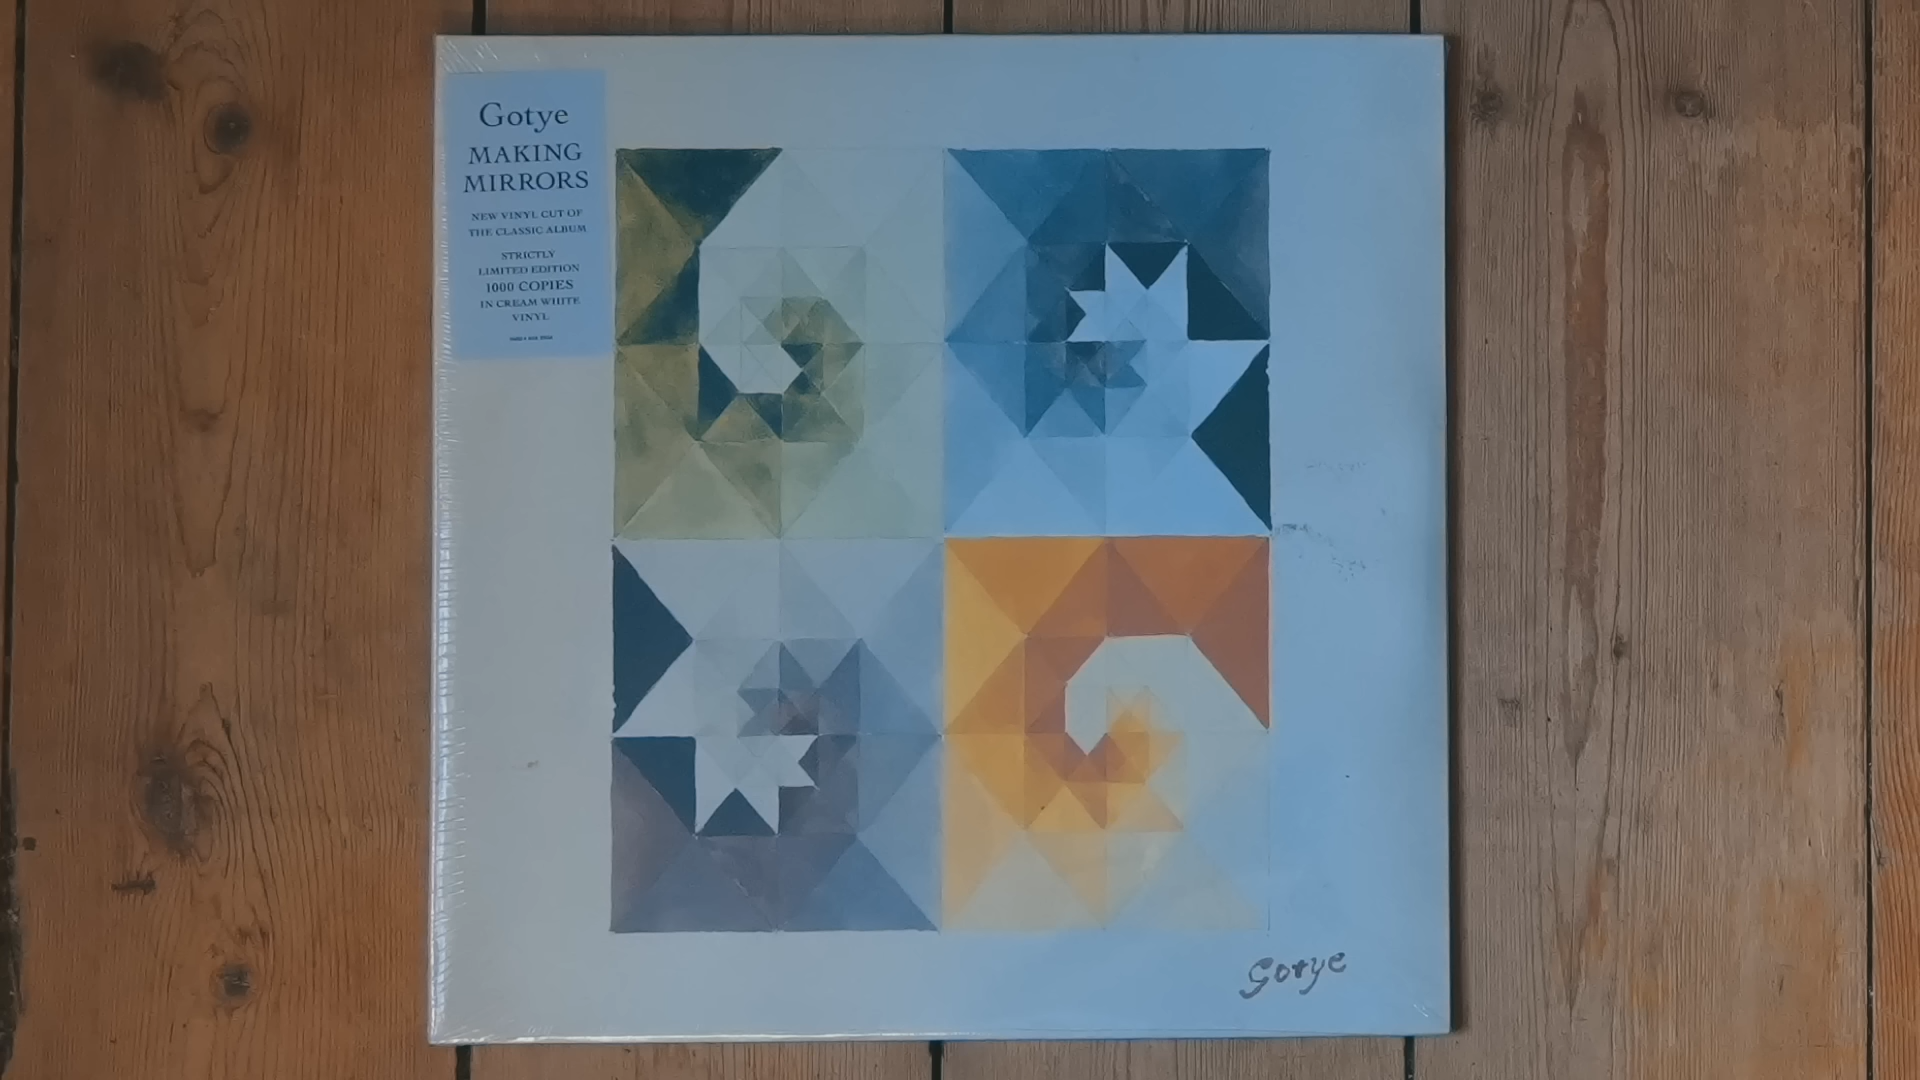 Gotye
MAKING
MIRRORS
NEW VINYL CUT OF
THE CLASSIC ALBUM
STRICTLY
LIMITED EDITION
1000 COPIES
IN CREAM WHITE
VINYL
Gotye